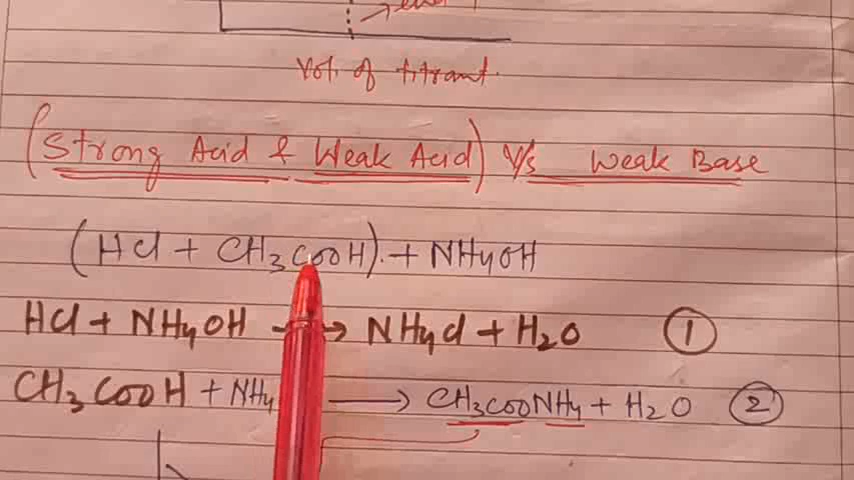 Vol. of titrant.
(Strong Acid & Weak Acid) V/s Weak Base
(HCl + CH3COOH) + NH4OH
HCl + NH4OH → NH4Cl + H2O 1
CH3COOH + NH4 → CH3COONH4 + H2O 2